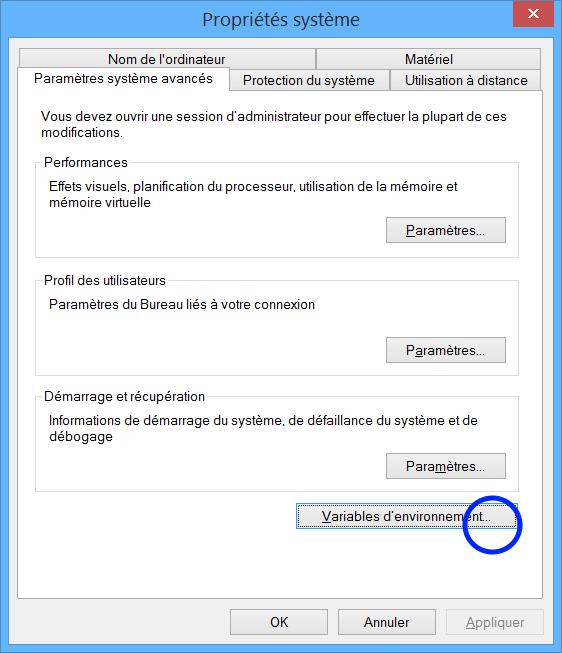 Propriétés système
Nom de l'ordinateur
Matériel
Paramètres système avancés
Protection du système
Utilisation à distance
Vous devez ouvrir une session d'administrateur pour effectuer la plupart de ces
modifications.
Performances
Effets visuels, planification du processeur, utilisation de la mémoire et
mémoire virtuelle
Paramètres...
Profil des utilisateurs
Paramètres du Bureau liés à votre connexion
Paramètres...
Démarrage et récupération
Informations de démarrage du système, de défaillance du système et de
débogage
Paramètres...
Variables d'environnement...
OK
Annuler
Appliquer